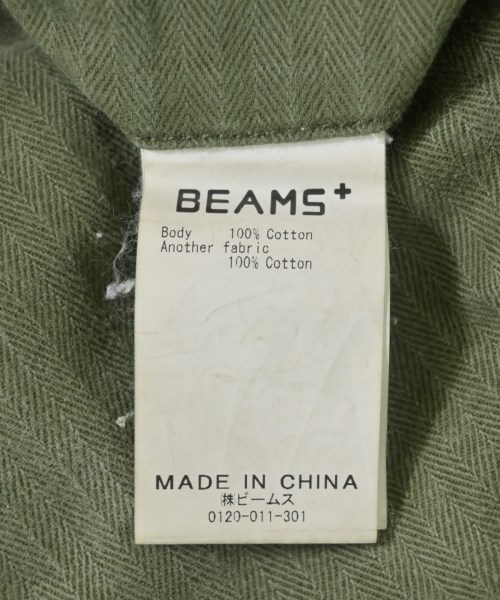 BEAMS+
Body 100% Cotton
Another fabric
100% Cotton
MADE IN CHINA
㈱ビームス
0120-011-301